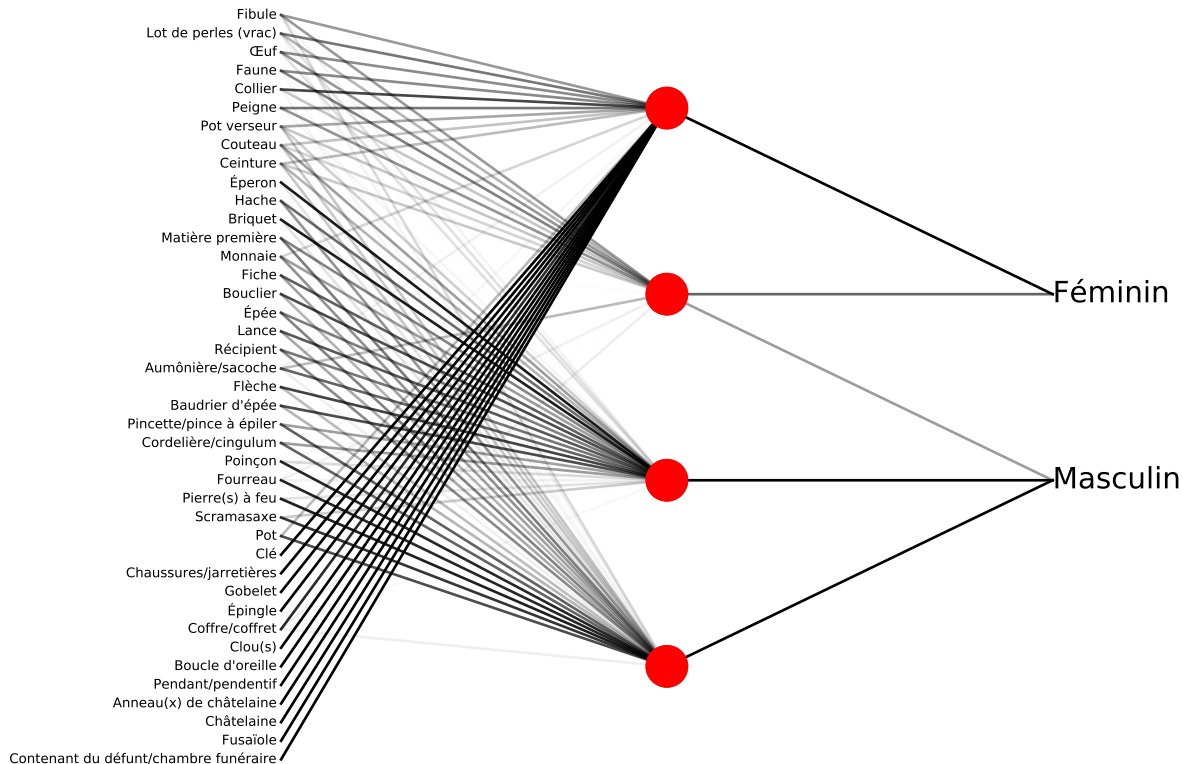 Fibule
Lot de perles (vrac)
Œuf
Faune
Collier
Peigne
Pot verseur
Couteau
Ceinture
Éperon
Hache
Briquet
Matière première
Monnaie
Fiche
Bouclier
Épée
Lance
Récipient
Aumônière/sacoche
Flèche
Baudrier d'épée
Pincette/pince à épiler
Cordelière/cingulum
Poinçon
Fourreau
Pierre(s) à feu
Scramasaxe
Pot
Clé
Chaussures/jarretières
Gobelet
Épingle
Coffre/coffret
Clou(s)
Boucle d'oreille
Pendant/pendentif
Anneau(x) de châtelaine
Châtelaine
Fusaïole
Contenant du défunt/chambre funéraire
Féminin
Masculin